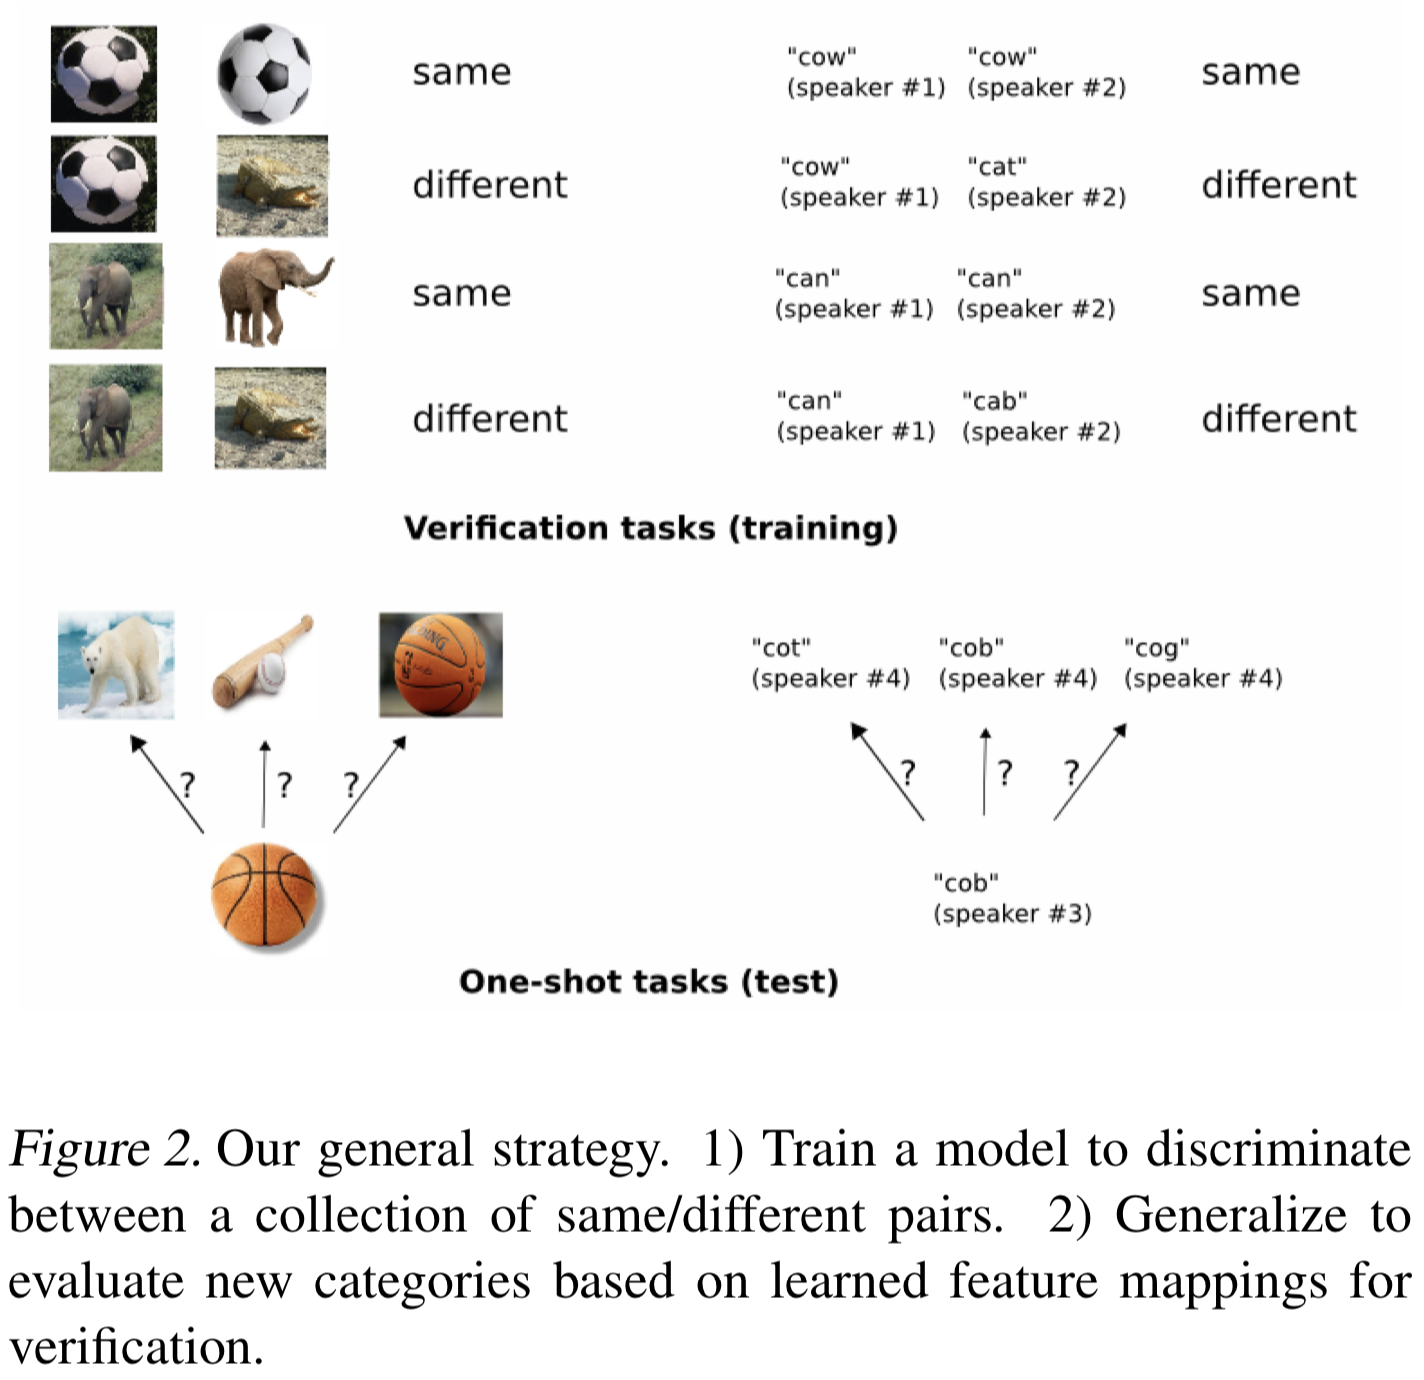 same
"cow" "cow"
(speaker #1) (speaker #2)
same
different
"cow" "cat"
(speaker #1) (speaker #2)
different
same
"can" "can"
(speaker #1) (speaker #2)
same
different
"can" "cab"
(speaker #1) (speaker #2)
different
Verification tasks (training)
"cot" "cob" "cog"
(speaker #4) (speaker #4) (speaker #4)
? ? ?
? ? ?
"cob"
(speaker #3)
One-shot tasks (test)
Figure 2. Our general strategy. 1) Train a model to discriminate
between a collection of same/different pairs. 2) Generalize to
evaluate new categories based on learned feature mappings for
verification.